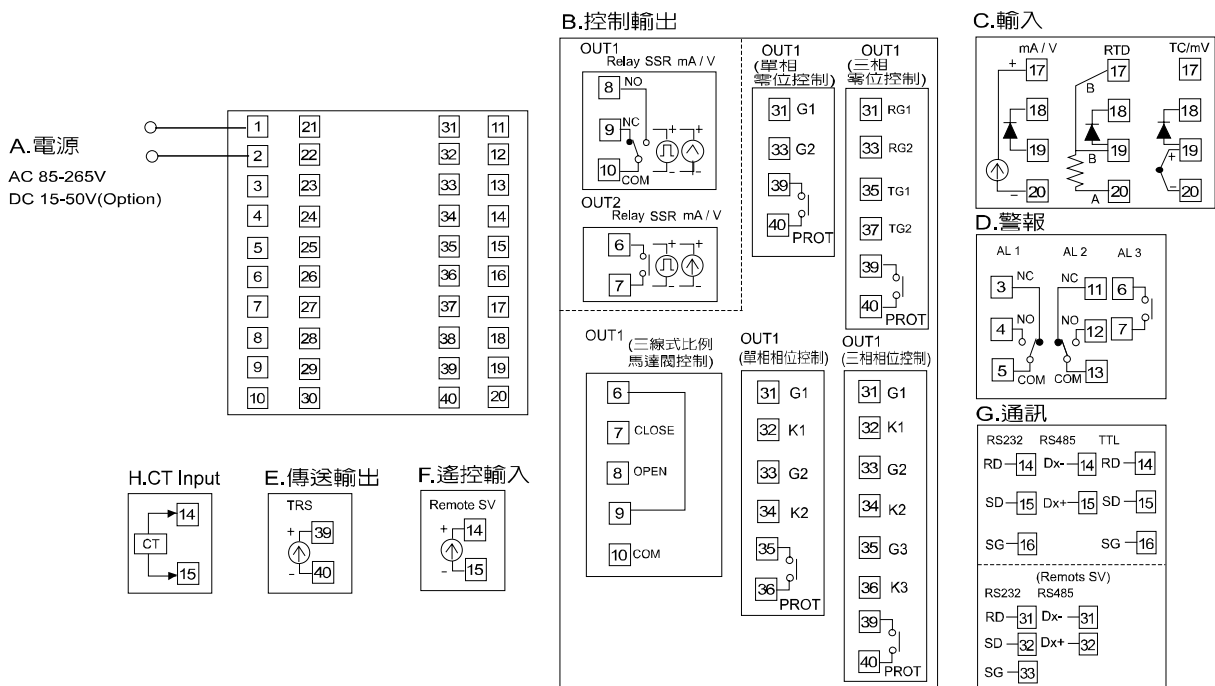 A.電源
AC 85-265V
DC 15-50V(Option)
1 21 31 11
2 22 32 12
3 23 33 13
4 24 34 14
5 25 35 15
6 26 36 16
7 27 37 17
8 28 38 18
9 29 39 19
10 30 40 20
H.CT Input
14
CT
15
E.傳送輸出
TRS
+ 39
- 40
F.遙控輸入
Remote SV
+ 14
- 15
B.控制輸出
OUT1
Relay SSR mA / V
8 NO
9 NC + +
10 COM - -
OUT2
Relay SSR mA / V
6 + +
7 - -
OUT1
(單相
零位控制)
31 G1
33 G2
39
40 PROT
OUT1
(三相
零位控制)
31 RG1
33 RG2
35 TG1
37 TG2
39
40 PROT
OUT1 (三線式比例
馬達閥控制)
6
7 CLOSE
8 OPEN
9
10 COM
OUT1
(單相相位控制)
31 G1
32 K1
33 G2
34 K2
35
36 PROT
OUT1
(三相相位控制)
31 G1
32 K1
33 G2
34 K2
35 G3
36 K3
39
40 PROT
C.輸入
mA / V RTD TC/mV
+ 17 B 17 17
18 18 18
19 B 19 19 +
- 20 A 20 - 20
D.警報
AL 1 AL 2 AL 3
3 NC NC 11 6
4 NO NO 12 7
5 COM COM 13
G.通訊
RS232 RS485 TTL
RD 14 Dx- 14 RD 14
SD 15 Dx+ 15 SD 15
SG 16 SG 16
(Remots SV)
RS232 RS485
RD 31 Dx- 31
SD 32 Dx+ 32
SG 33